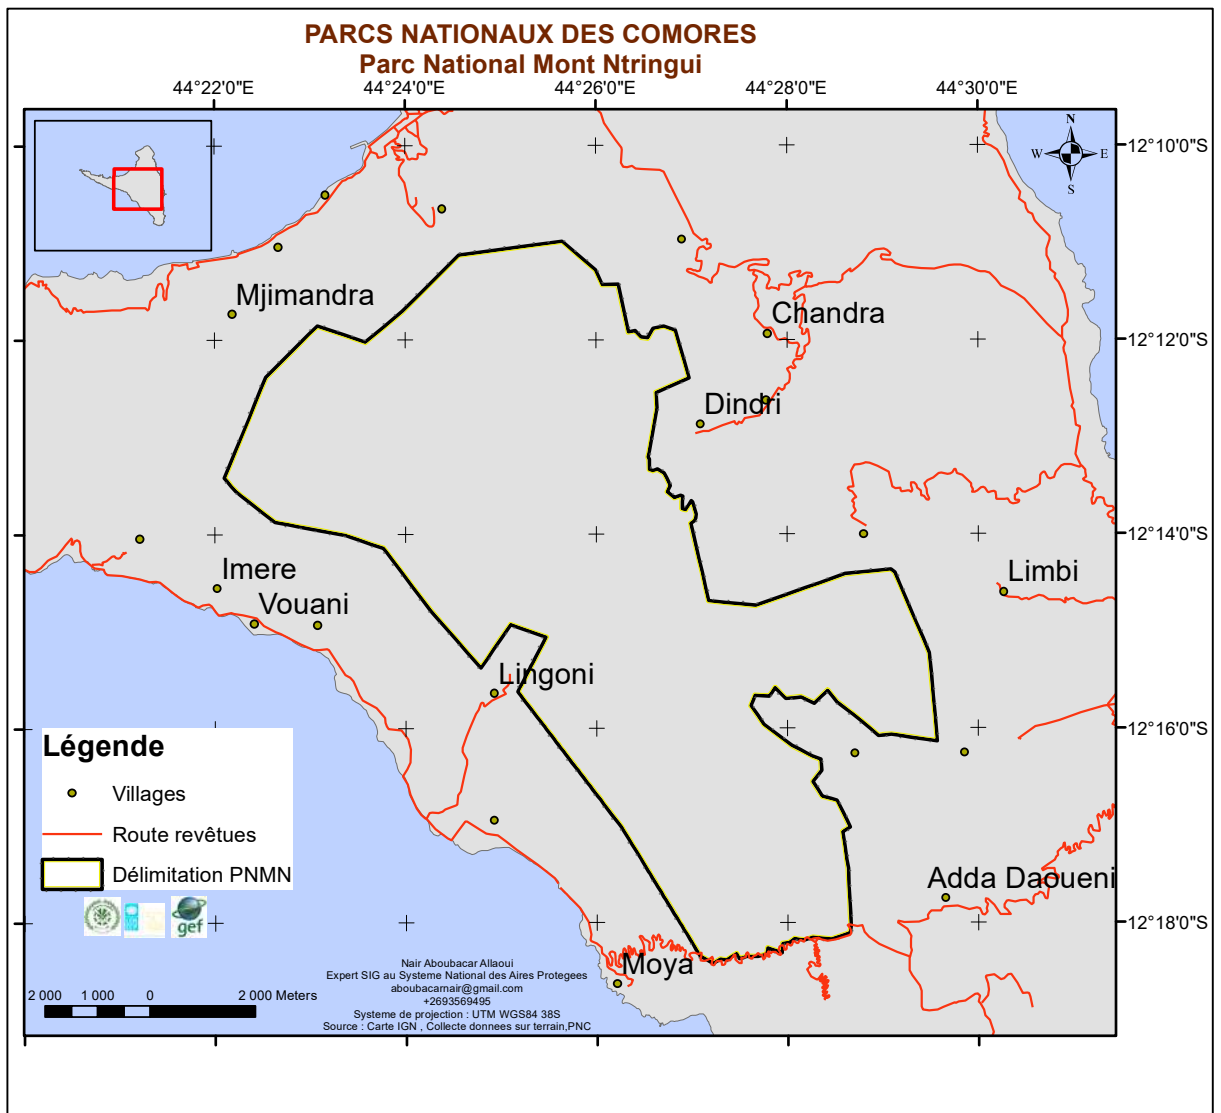 PARCS NATIONAUX DES COMORES
Parc National Mont Ntringui
44°22'0"E 44°24'0"E 44°26'0"E 44°28'0"E 44°30'0"E
N
W E
S
12°10'0"S
Mjimandra
Chandra
12°12'0"S
Dindri
12°14'0"S
Imere
Limbi
Vouani
Lingoni
12°16'0"S
Légende
Villages
Route revêtues
Délimitation PNMN
gef
Adda Daoueni
12°18'0"S
Moya
Nair Aboubacar Allaoui
Expert SIG au Systeme National des Aires Protegees
aboubacarnair@gmail.com
+2693569495
Systeme de projection : UTM WGS84 38S
Source : Carte IGN , Collecte donnees sur terrain,PNC
2 000 1 000 0 2 000 Meters